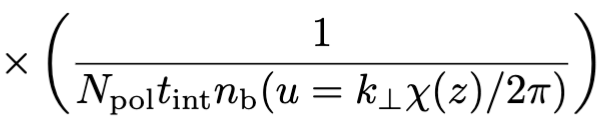 × ( 1 / N_pol t_int n_b(u = k_⊥χ(z)/2π) )